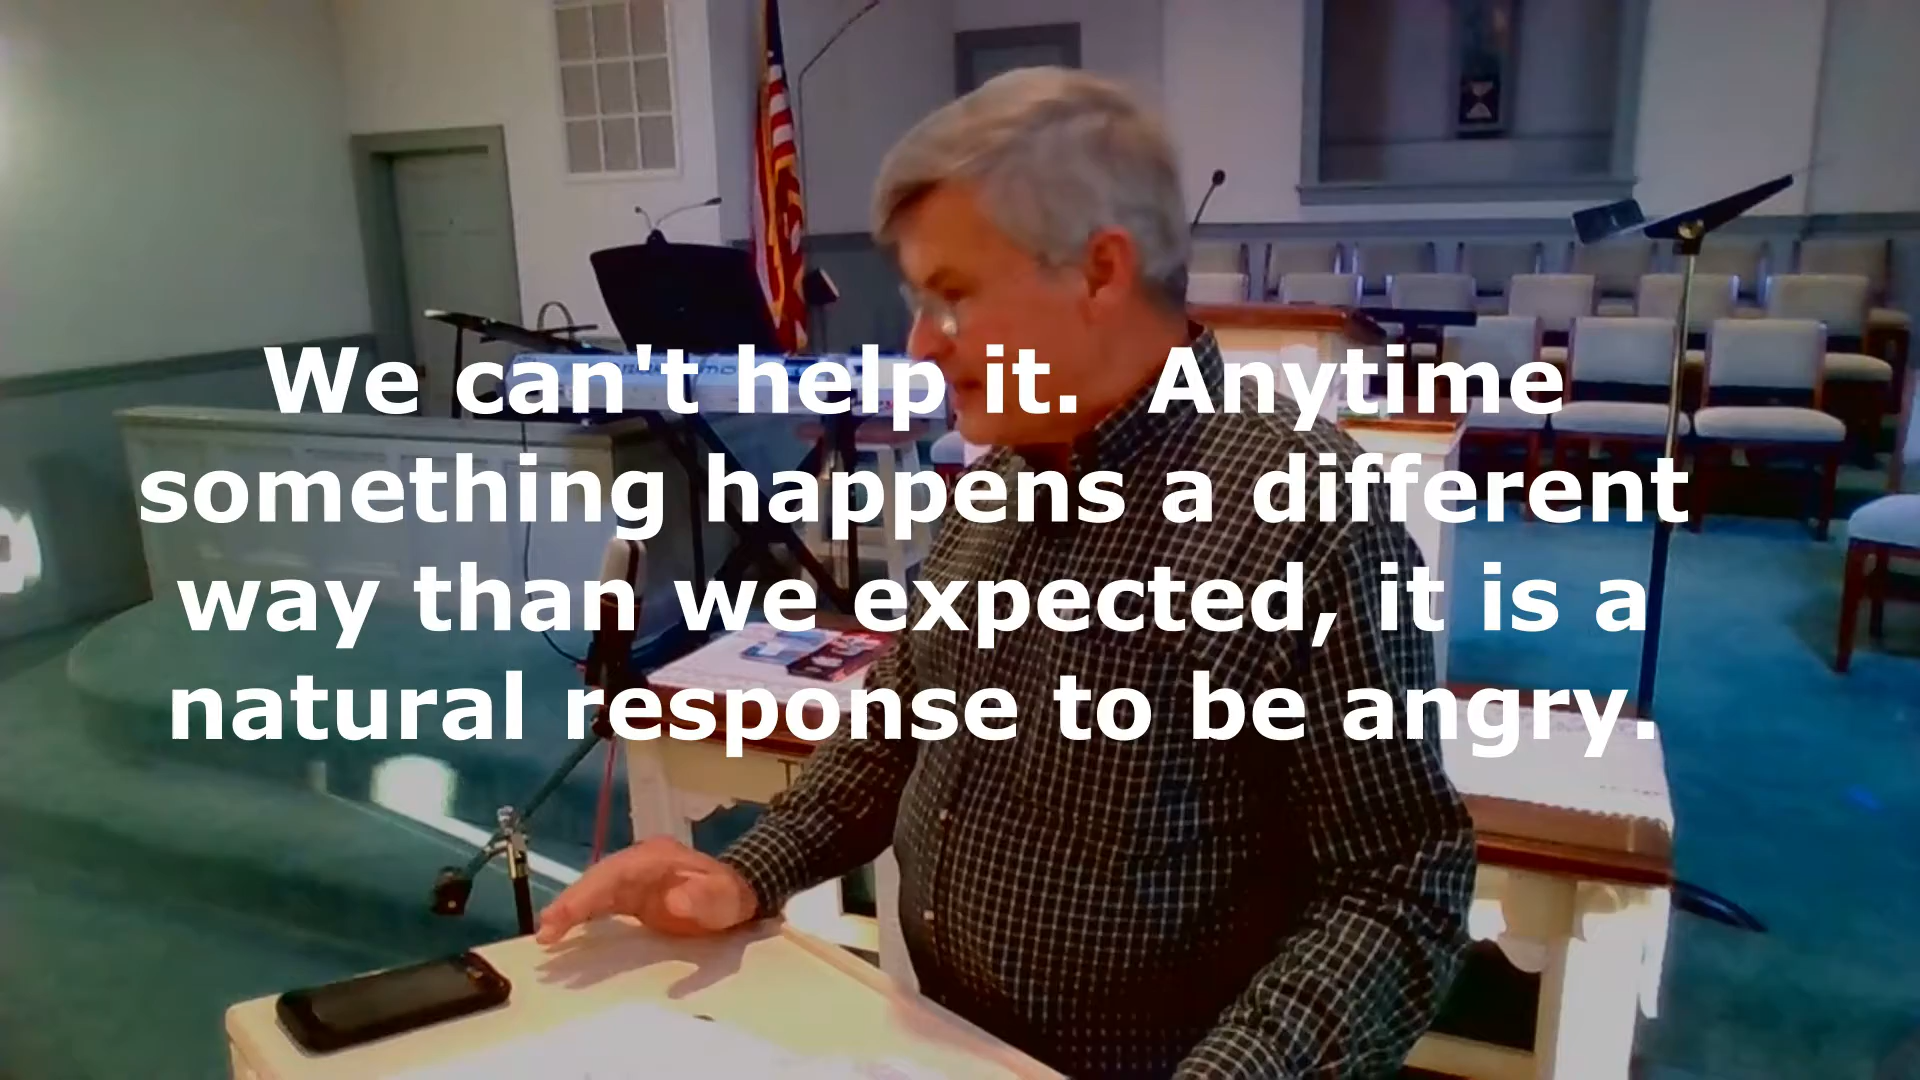 We can't help it.  Anytime
something happens a different
way than we expected, it is a
natural response to be angry.